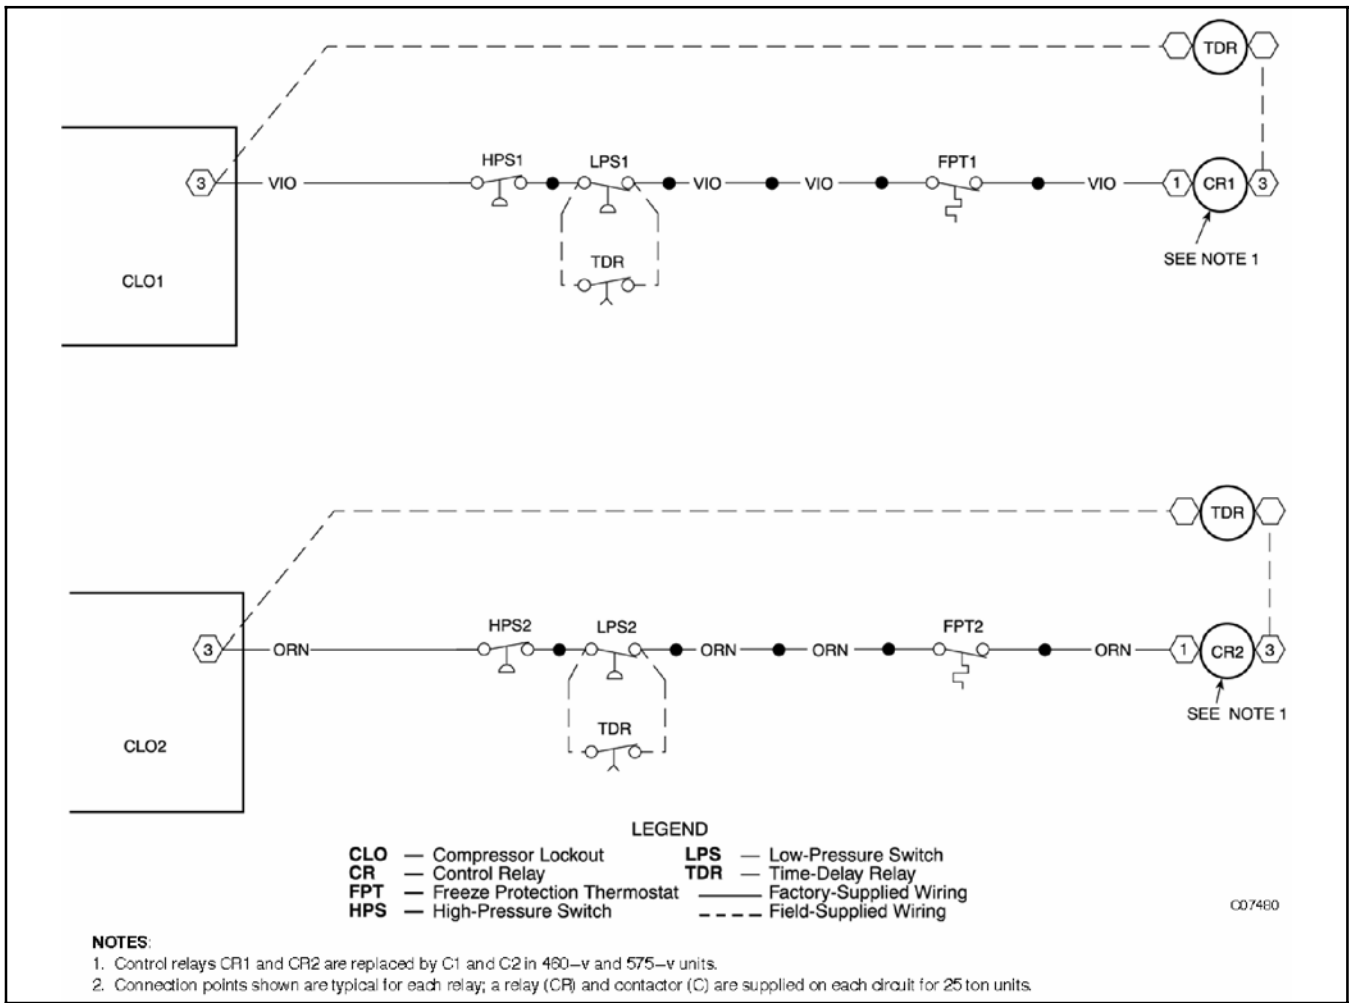 TDR
HPS1 LPS1 FPT1
3 VIO VIO VIO VIO 1 CR1 3
TDR
SEE NOTE 1
CLO1
TDR
HPS2 LPS2 FPT2
3 ORN ORN ORN ORN 1 CR2 3
SEE NOTE 1
TDR
CLO2
LEGEND
CLO — Compressor Lockout
CR — Control Relay
FPT — Freeze Protection Thermostat
HPS — High-Pressure Switch
LPS — Low-Pressure Switch
TDR — Time-Delay Relay
Factory-Supplied Wiring
Field-Supplied Wiring
C07480
NOTES:
1. Control relays CR1 and CR2 are replaced by C1 and C2 in 460–v and 575–v units.
2. Connection points shown are typical for each relay; a relay (CR) and contactor (C) are supplied on each circuit for 25 ton units.